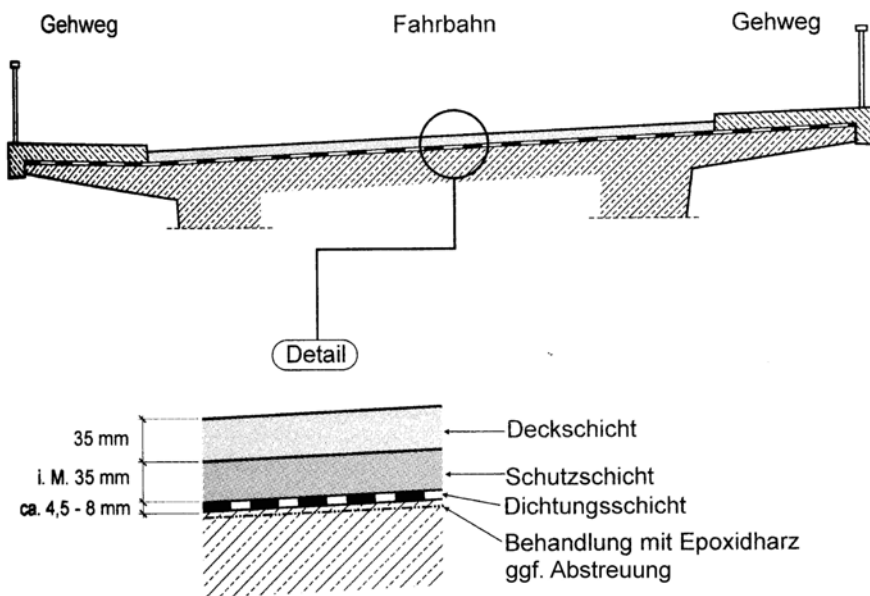 Gehweg
Fahrbahn
Gehweg
Detail
35 mm
Deckschicht
i. M. 35 mm
Schutzschicht
ca. 4,5 - 8 mm
Dichtungsschicht
Behandlung mit Epoxidharz
ggf. Abstreuung